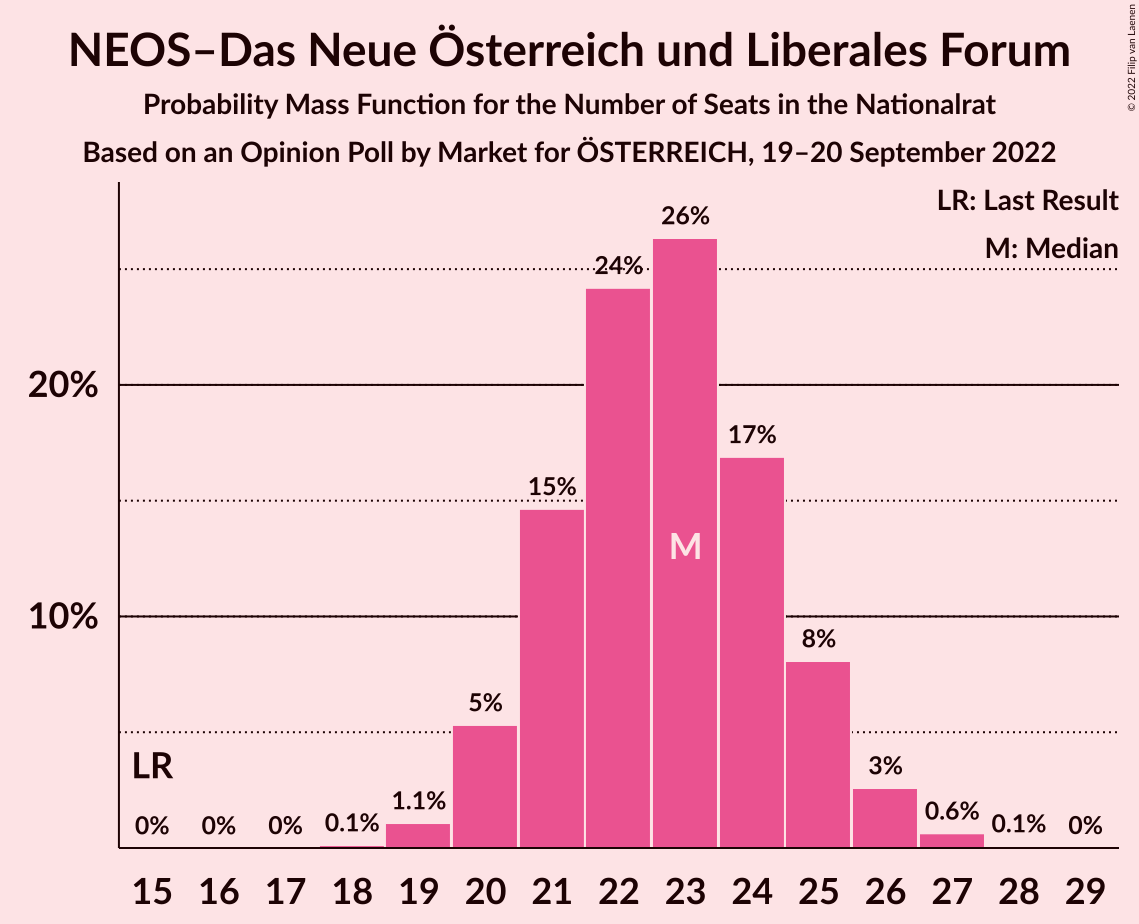 NEOS–Das Neue Österreich und Liberales Forum
Probability Mass Function for the Number of Seats in the Nationalrat
Based on an Opinion Poll by Market for ÖSTERREICH, 19–20 September 2022
© 2022 Filip van Laenen
LR: Last Result
M: Median
26%
24%
20%
17%
15%
M
10%
8%
5%
LR
3%
1.1%
0.6%
0% 0% 0% 0.1% 0.1% 0%
15 16 17 18 19 20 21 22 23 24 25 26 27 28 29